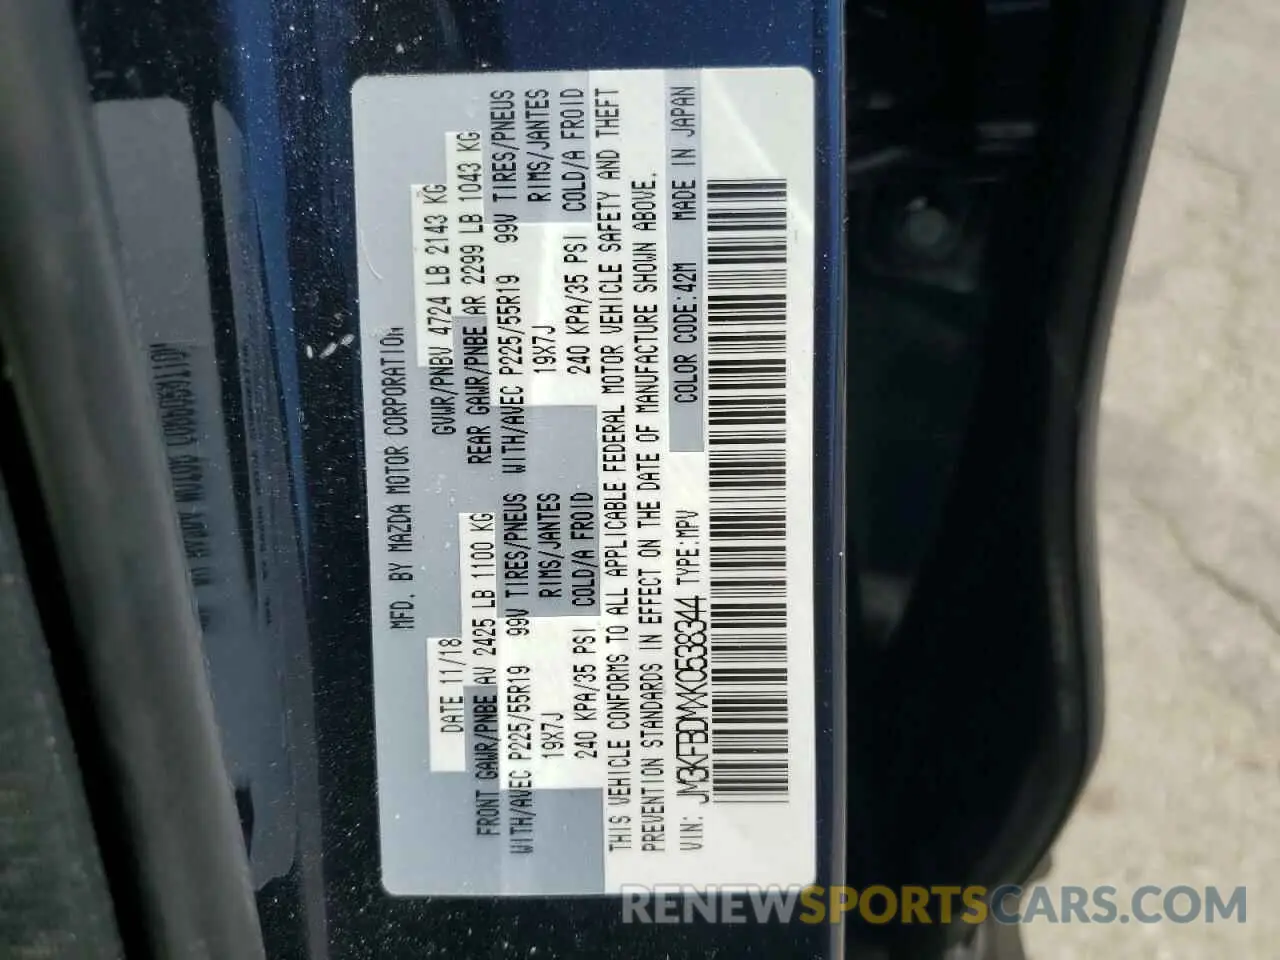 MFD. BY MAZDA MOTOR CORPORATION
DATE 11/18 GVWR/PNBV 4724 LB 2143 KG
FRONT GAWR/PNBE AV 2425 LB 1100 KG REAR GAWR/PNBE AR 2299 LB 1043 KG
WITH/AVEC P225/55R19 99V TIRES/PNEUS WITH/AVEC P225/55R19 99V TIRES/PNEUS
19X7J RIMS/JANTES 19X7J RIMS/JANTES
240 KPA/35 PSI COLD/A FROID 240 KPA/35 PSI COLD/A FROID
THIS VEHICLE CONFORMS TO ALL APPLICABLE FEDERAL MOTOR VEHICLE SAFETY AND THEFT
PREVENTION STANDARDS IN EFFECT ON THE DATE OF MANUFACTURE SHOWN ABOVE.
VIN: JM3KFBDMXK0538344 TYPE:MPV COLOR CODE:42M MADE IN JAPAN
RENEWSPORTSCARS.COM